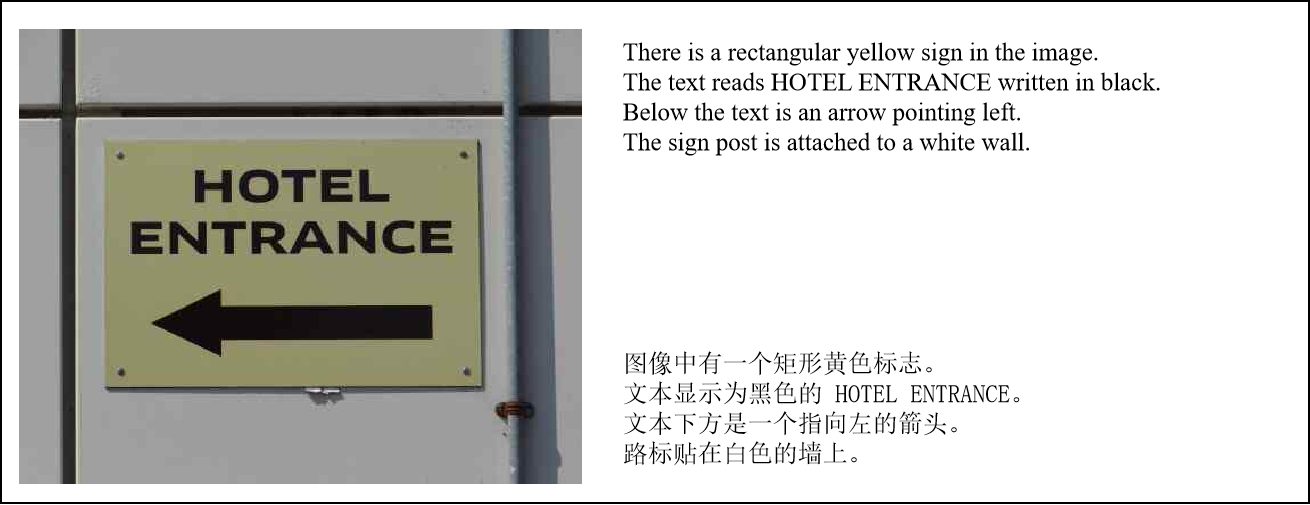 HOTEL
ENTRANCE
There is a rectangular yellow sign in the image.
The text reads HOTEL ENTRANCE written in black.
Below the text is an arrow pointing left.
The sign post is attached to a white wall.
图像中有一个矩形黄色标志。
文本显示为黑色的 HOTEL ENTRANCE。
文本下方是一个指向左的箭头。
路标贴在白色的墙上。